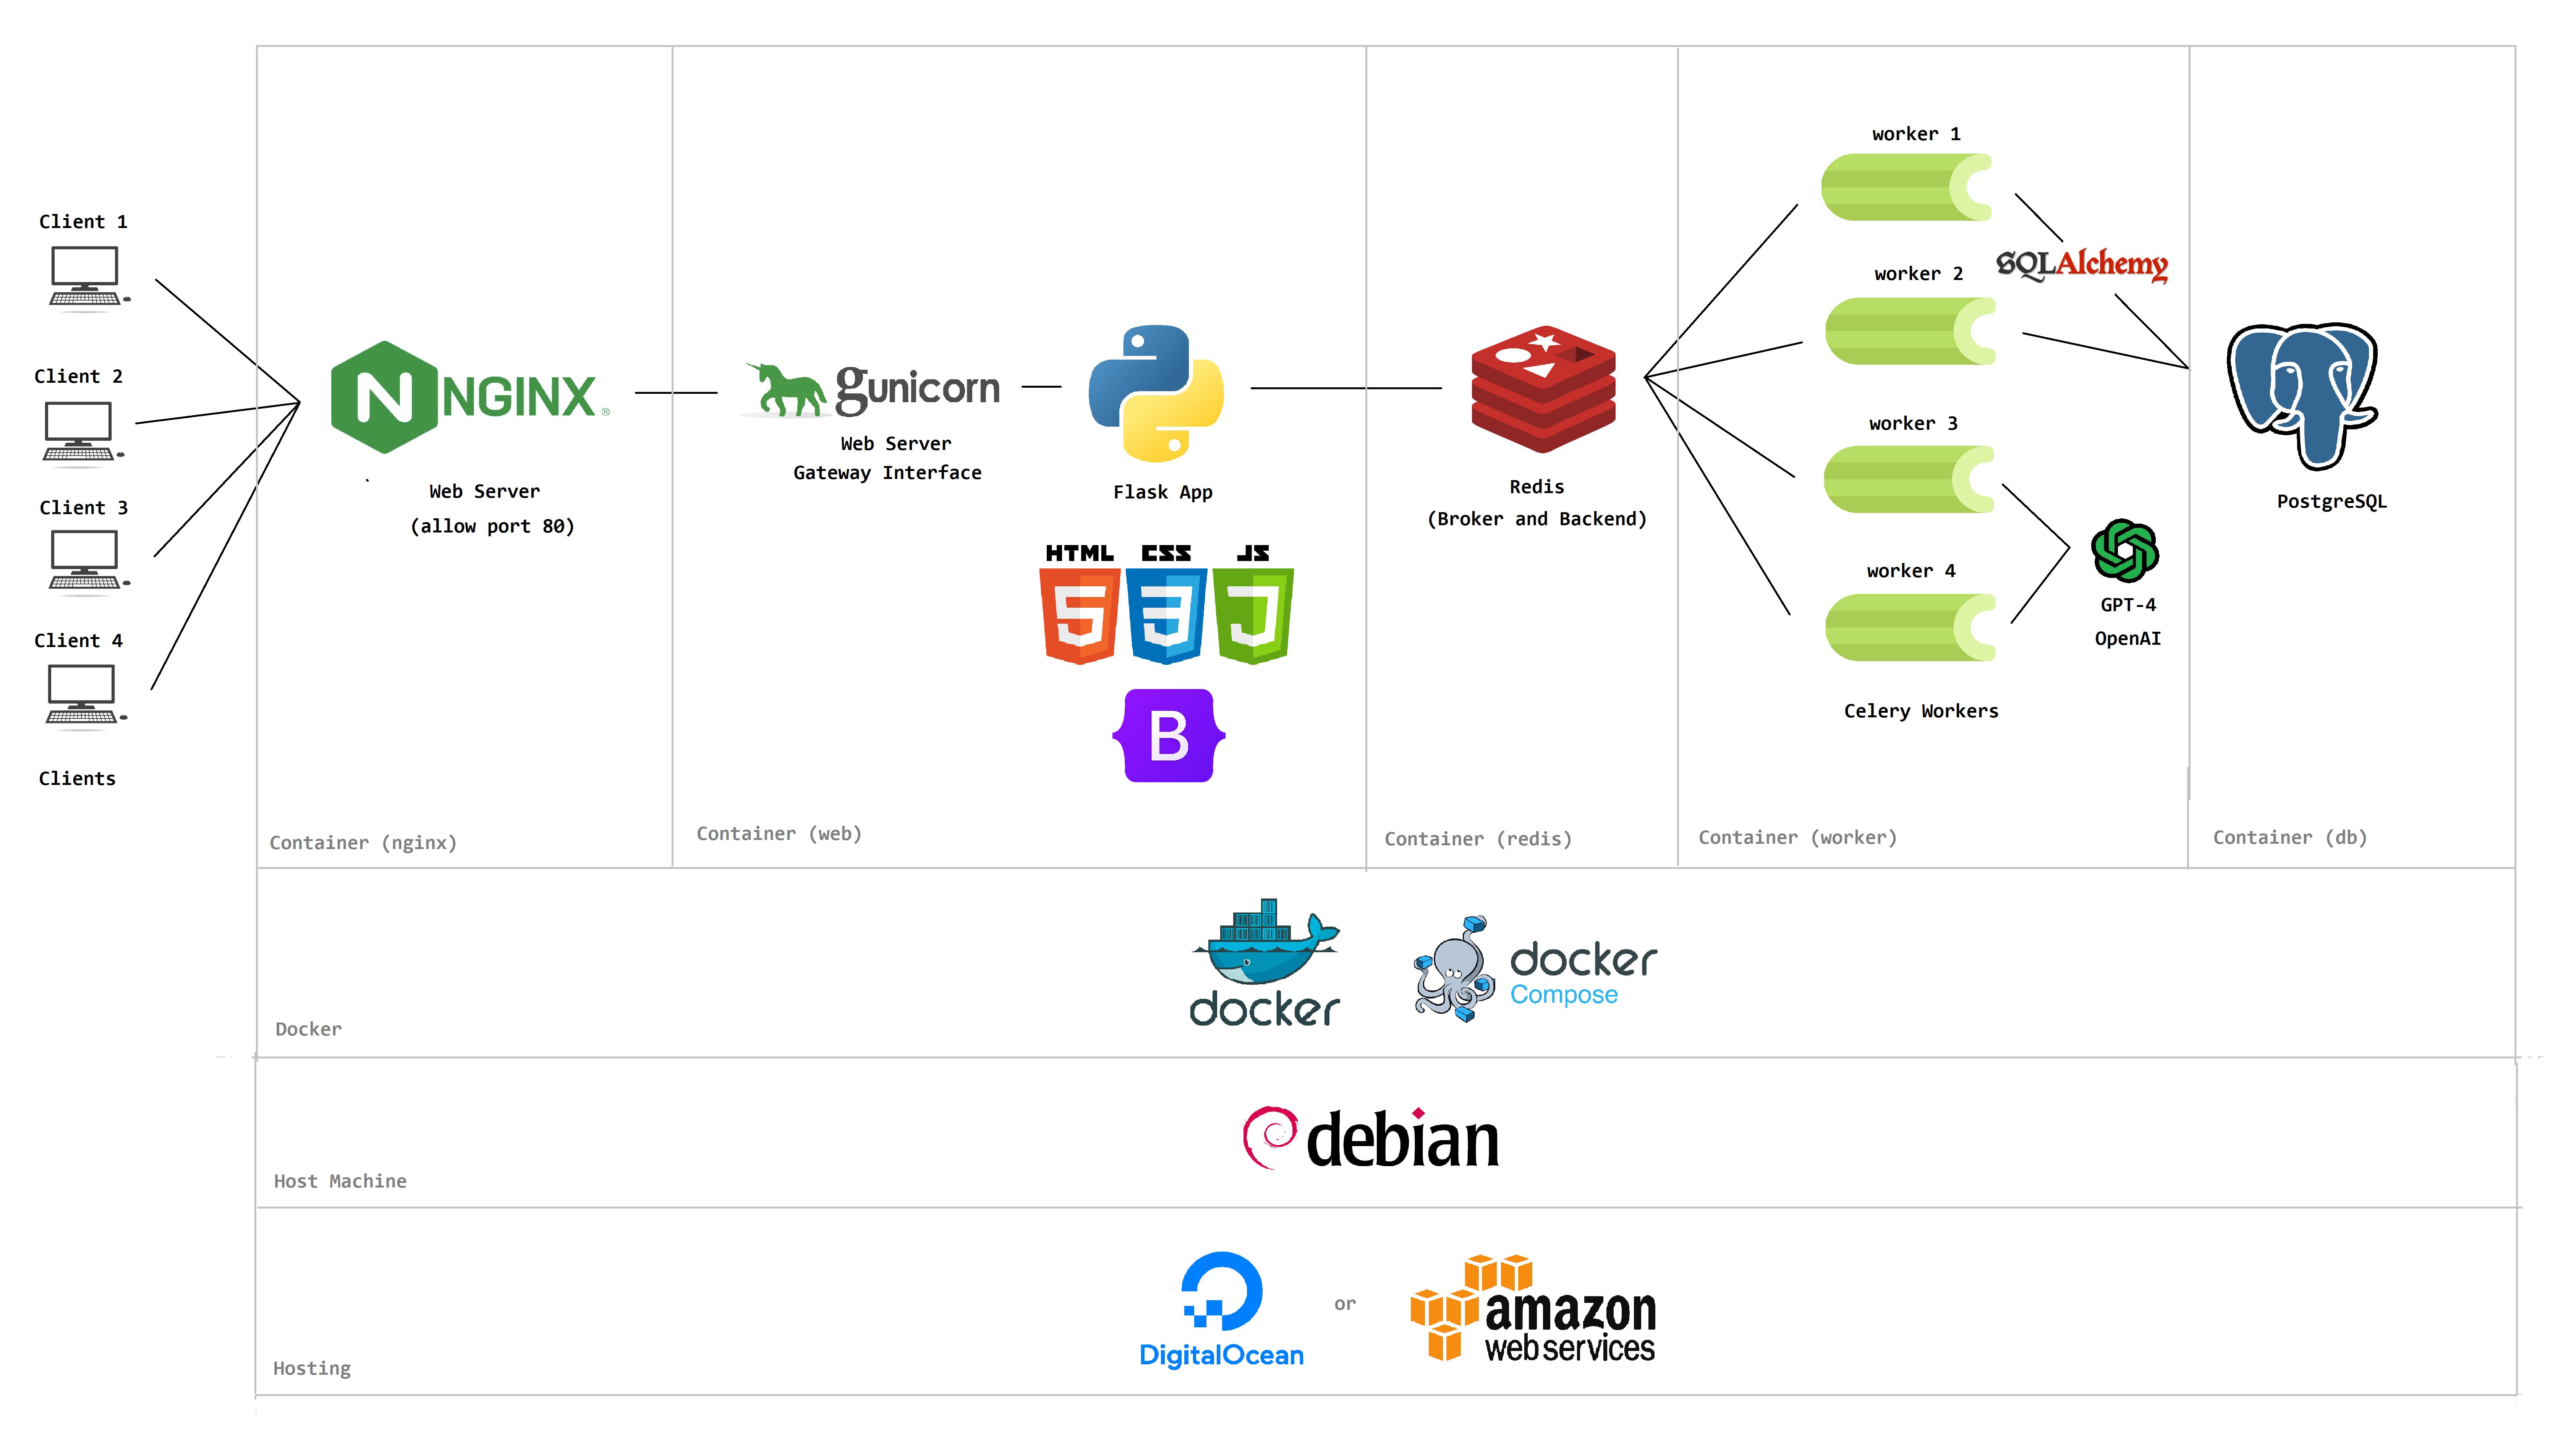 Client 1
Client 2
Client 3
Client 4
Clients
N NGINX ®
Web Server
(allow port 80)
Container (nginx)
gunicorn
Web Server
Gateway Interface
Flask App
HTML CSS JS
5 3
B
Container (web)
Redis
(Broker and Backend)
Container (redis)
worker 1
worker 2
worker 3
worker 4
Celery Workers
SQLAlchemy
GPT-4
OpenAI
Container (worker)
PostgreSQL
Container (db)
docker
docker
Compose
Docker
debian
Host Machine
DigitalOcean
or
amazon
web services
Hosting